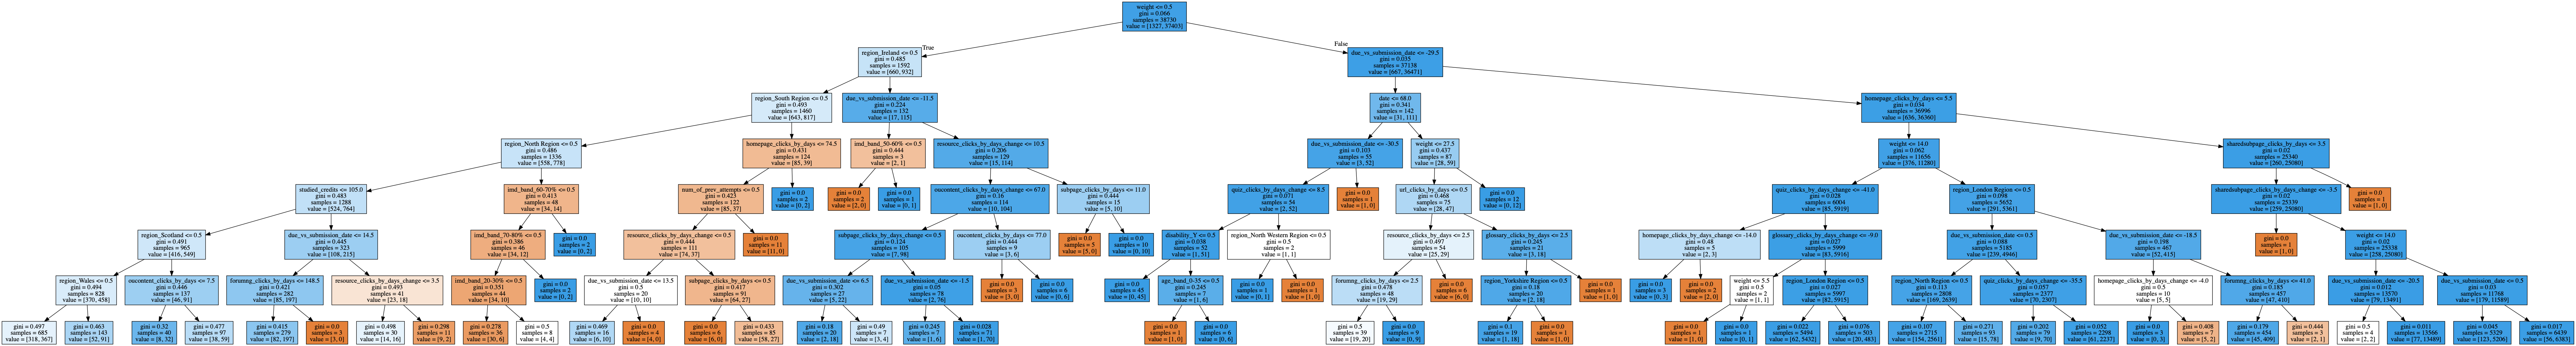 weight <= 0.5
gini = 0.066
samples = 38730
value = [1327, 37403]
True
False
region_Ireland <= 0.5
gini = 0.485
samples = 1592
value = [660, 932]
due_vs_submission_date <= -29.5
gini = 0.035
samples = 37138
value = [667, 36471]
region_South Region <= 0.5
gini = 0.493
samples = 1460
value = [643, 817]
due_vs_submission_date <= -11.5
gini = 0.224
samples = 132
value = [17, 115]
date <= 68.0
gini = 0.341
samples = 142
value = [31, 111]
homepage_clicks_by_days <= 5.5
gini = 0.034
samples = 36996
value = [636, 36360]
region_North Region <= 0.5
gini = 0.486
samples = 1336
value = [558, 778]
homepage_clicks_by_days <= 74.5
gini = 0.431
samples = 124
value = [85, 39]
imd_band_50-60% <= 0.5
gini = 0.444
samples = 3
value = [2, 1]
resource_clicks_by_days_change <= 10.5
gini = 0.206
samples = 129
value = [15, 114]
due_vs_submission_date <= -30.5
gini = 0.103
samples = 55
value = [3, 52]
weight <= 27.5
gini = 0.437
samples = 87
value = [28, 59]
weight <= 14.0
gini = 0.062
samples = 11656
value = [376, 11280]
sharedsubpage_clicks_by_days <= 3.5
gini = 0.02
samples = 25340
value = [260, 25080]
studied_credits <= 105.0
gini = 0.483
samples = 1288
value = [524, 764]
imd_band_60-70% <= 0.5
gini = 0.413
samples = 48
value = [34, 14]
num_of_prev_attempts <= 0.5
gini = 0.423
samples = 122
value = [85, 37]
gini = 0.0
samples = 2
value = [0, 2]
gini = 0.0
samples = 2
value = [2, 0]
gini = 0.0
samples = 1
value = [0, 1]
oucontent_clicks_by_days_change <= 67.0
gini = 0.16
samples = 114
value = [10, 104]
subpage_clicks_by_days <= 11.0
gini = 0.444
samples = 15
value = [5, 10]
quiz_clicks_by_days_change <= 8.5
gini = 0.071
samples = 54
value = [2, 52]
gini = 0.0
samples = 1
value = [1, 0]
url_clicks_by_days <= 0.5
gini = 0.468
samples = 75
value = [28, 47]
gini = 0.0
samples = 12
value = [0, 12]
quiz_clicks_by_days_change <= -41.0
gini = 0.028
samples = 6004
value = [85, 5919]
region_London Region <= 0.5
gini = 0.098
samples = 5652
value = [291, 5361]
sharedsubpage_clicks_by_days_change <= -3.5
gini = 0.02
samples = 25339
value = [259, 25080]
gini = 0.0
samples = 1
value = [1, 0]
region_Scotland <= 0.5
gini = 0.491
samples = 965
value = [416, 549]
due_vs_submission_date <= 14.5
gini = 0.445
samples = 323
value = [108, 215]
imd_band_70-80% <= 0.5
gini = 0.386
samples = 46
value = [34, 12]
gini = 0.0
samples = 2
value = [0, 2]
resource_clicks_by_days_change <= 0.5
gini = 0.444
samples = 111
value = [74, 37]
gini = 0.0
samples = 11
value = [11, 0]
subpage_clicks_by_days_change <= 0.5
gini = 0.124
samples = 105
value = [7, 98]
oucontent_clicks_by_days <= 77.0
gini = 0.444
samples = 9
value = [3, 6]
gini = 0.0
samples = 5
value = [5, 0]
gini = 0.0
samples = 10
value = [0, 10]
disability_Y <= 0.5
gini = 0.038
samples = 52
value = [1, 51]
region_North Western Region <= 0.5
gini = 0.5
samples = 2
value = [1, 1]
resource_clicks_by_days <= 2.5
gini = 0.497
samples = 54
value = [25, 29]
glossary_clicks_by_days <= 2.5
gini = 0.245
samples = 21
value = [3, 18]
homepage_clicks_by_days_change <= -14.0
gini = 0.48
samples = 5
value = [2, 3]
glossary_clicks_by_days_change <= -9.0
gini = 0.027
samples = 5999
value = [83, 5916]
due_vs_submission_date <= 0.5
gini = 0.088
samples = 5185
value = [239, 4946]
due_vs_submission_date <= -18.5
gini = 0.198
samples = 467
value = [52, 415]
gini = 0.0
samples = 1
value = [1, 0]
weight <= 14.0
gini = 0.02
samples = 25338
value = [258, 25080]
region_Wales <= 0.5
gini = 0.494
samples = 828
value = [370, 458]
oucontent_clicks_by_days <= 7.5
gini = 0.446
samples = 137
value = [46, 91]
forumng_clicks_by_days <= 148.5
gini = 0.421
samples = 282
value = [85, 197]
resource_clicks_by_days_change <= 3.5
gini = 0.493
samples = 41
value = [23, 18]
imd_band_20-30% <= 0.5
gini = 0.351
samples = 44
value = [34, 10]
gini = 0.0
samples = 2
value = [0, 2]
due_vs_submission_date <= 13.5
gini = 0.5
samples = 20
value = [10, 10]
subpage_clicks_by_days <= 0.5
gini = 0.417
samples = 91
value = [64, 27]
due_vs_submission_date <= 6.5
gini = 0.302
samples = 27
value = [5, 22]
due_vs_submission_date <= -1.5
gini = 0.05
samples = 78
value = [2, 76]
gini = 0.0
samples = 3
value = [3, 0]
gini = 0.0
samples = 6
value = [0, 6]
gini = 0.0
samples = 45
value = [0, 45]
age_band_0-35 <= 0.5
gini = 0.245
samples = 7
value = [1, 6]
gini = 0.0
samples = 1
value = [0, 1]
gini = 0.0
samples = 1
value = [1, 0]
forumng_clicks_by_days <= 2.5
gini = 0.478
samples = 48
value = [19, 29]
gini = 0.0
samples = 6
value = [6, 0]
region_Yorkshire Region <= 0.5
gini = 0.18
samples = 20
value = [2, 18]
gini = 0.0
samples = 1
value = [1, 0]
gini = 0.0
samples = 3
value = [0, 3]
gini = 0.0
samples = 2
value = [2, 0]
weight <= 5.5
gini = 0.5
samples = 2
value = [1, 1]
region_London Region <= 0.5
gini = 0.027
samples = 5997
value = [82, 5915]
region_North Region <= 0.5
gini = 0.113
samples = 2808
value = [169, 2639]
quiz_clicks_by_days_change <= -35.5
gini = 0.057
samples = 2377
value = [70, 2307]
homepage_clicks_by_days_change <= -4.0
gini = 0.5
samples = 10
value = [5, 5]
forumng_clicks_by_days <= 41.0
gini = 0.185
samples = 457
value = [47, 410]
due_vs_submission_date <= -20.5
gini = 0.012
samples = 13570
value = [79, 13491]
due_vs_submission_date <= 0.5
gini = 0.03
samples = 11768
value = [179, 11589]
gini = 0.497
samples = 685
value = [318, 367]
gini = 0.463
samples = 143
value = [52, 91]
gini = 0.32
samples = 40
value = [8, 32]
gini = 0.477
samples = 97
value = [38, 59]
gini = 0.415
samples = 279
value = [82, 197]
gini = 0.0
samples = 3
value = [3, 0]
gini = 0.498
samples = 30
value = [14, 16]
gini = 0.298
samples = 11
value = [9, 2]
gini = 0.278
samples = 36
value = [30, 6]
gini = 0.5
samples = 8
value = [4, 4]
gini = 0.469
samples = 16
value = [6, 10]
gini = 0.0
samples = 4
value = [4, 0]
gini = 0.0
samples = 6
value = [6, 0]
gini = 0.433
samples = 85
value = [58, 27]
gini = 0.18
samples = 20
value = [2, 18]
gini = 0.49
samples = 7
value = [3, 4]
gini = 0.245
samples = 7
value = [1, 6]
gini = 0.028
samples = 71
value = [1, 70]
gini = 0.0
samples = 1
value = [1, 0]
gini = 0.0
samples = 6
value = [0, 6]
gini = 0.5
samples = 39
value = [19, 20]
gini = 0.0
samples = 9
value = [0, 9]
gini = 0.1
samples = 19
value = [1, 18]
gini = 0.0
samples = 1
value = [1, 0]
gini = 0.0
samples = 1
value = [1, 0]
gini = 0.0
samples = 1
value = [0, 1]
gini = 0.022
samples = 5494
value = [62, 5432]
gini = 0.076
samples = 503
value = [20, 483]
gini = 0.107
samples = 2715
value = [154, 2561]
gini = 0.271
samples = 93
value = [15, 78]
gini = 0.202
samples = 79
value = [9, 70]
gini = 0.052
samples = 2298
value = [61, 2237]
gini = 0.0
samples = 3
value = [0, 3]
gini = 0.408
samples = 7
value = [5, 2]
gini = 0.179
samples = 454
value = [45, 409]
gini = 0.444
samples = 3
value = [2, 1]
gini = 0.5
samples = 4
value = [2, 2]
gini = 0.011
samples = 13566
value = [77, 13489]
gini = 0.045
samples = 5329
value = [123, 5206]
gini = 0.017
samples = 6439
value = [56, 6383]